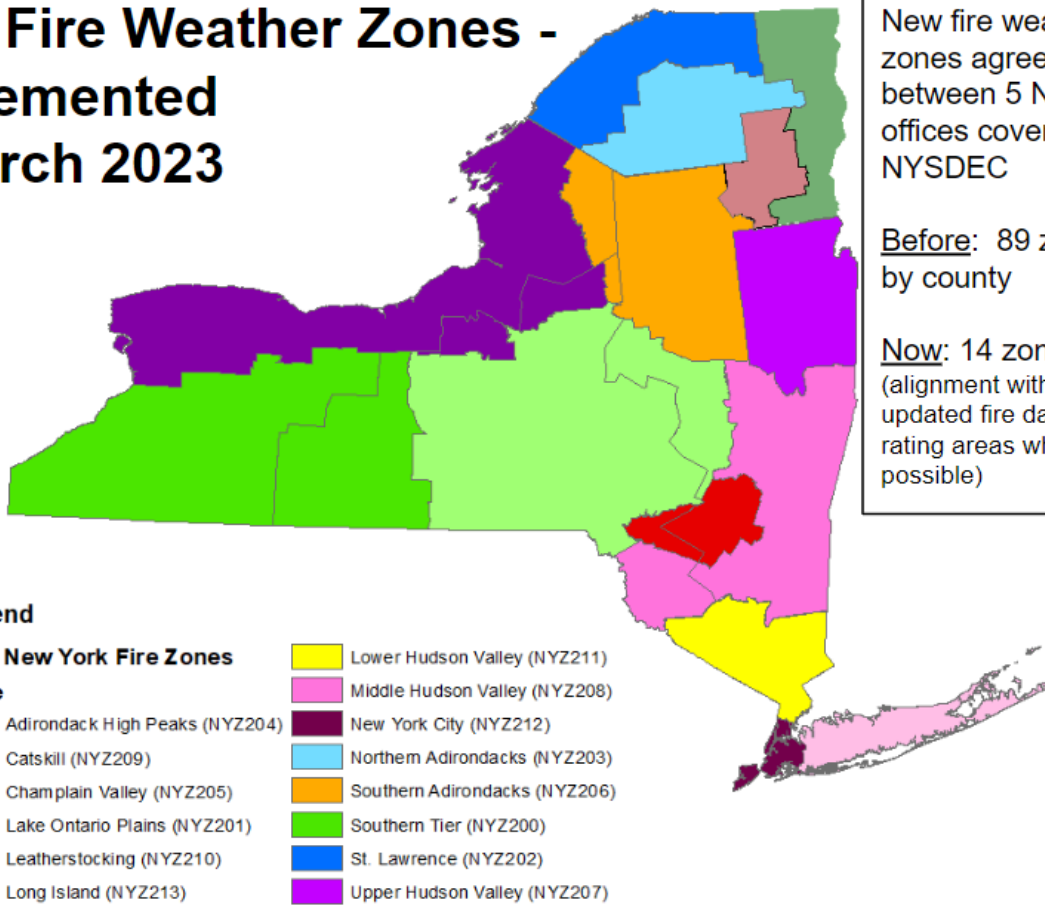 Fire Weather Zones -
emented
rch 2023
New fire wea
zones agree
between 5 N
offices cover
NYSDEC
Before: 89 z
by county
Now: 14 zon
(alignment with
updated fire da
rating areas wh
possible)
end
New York Fire Zones
e
Adirondack High Peaks (NYZ204)
Catskill (NYZ209)
Champlain Valley (NYZ205)
Lake Ontario Plains (NYZ201)
Leatherstocking (NYZ210)
Long Island (NYZ213)
Lower Hudson Valley (NYZ211)
Middle Hudson Valley (NYZ208)
New York City (NYZ212)
Northern Adirondacks (NYZ203)
Southern Adirondacks (NYZ206)
Southern Tier (NYZ200)
St. Lawrence (NYZ202)
Upper Hudson Valley (NYZ207)